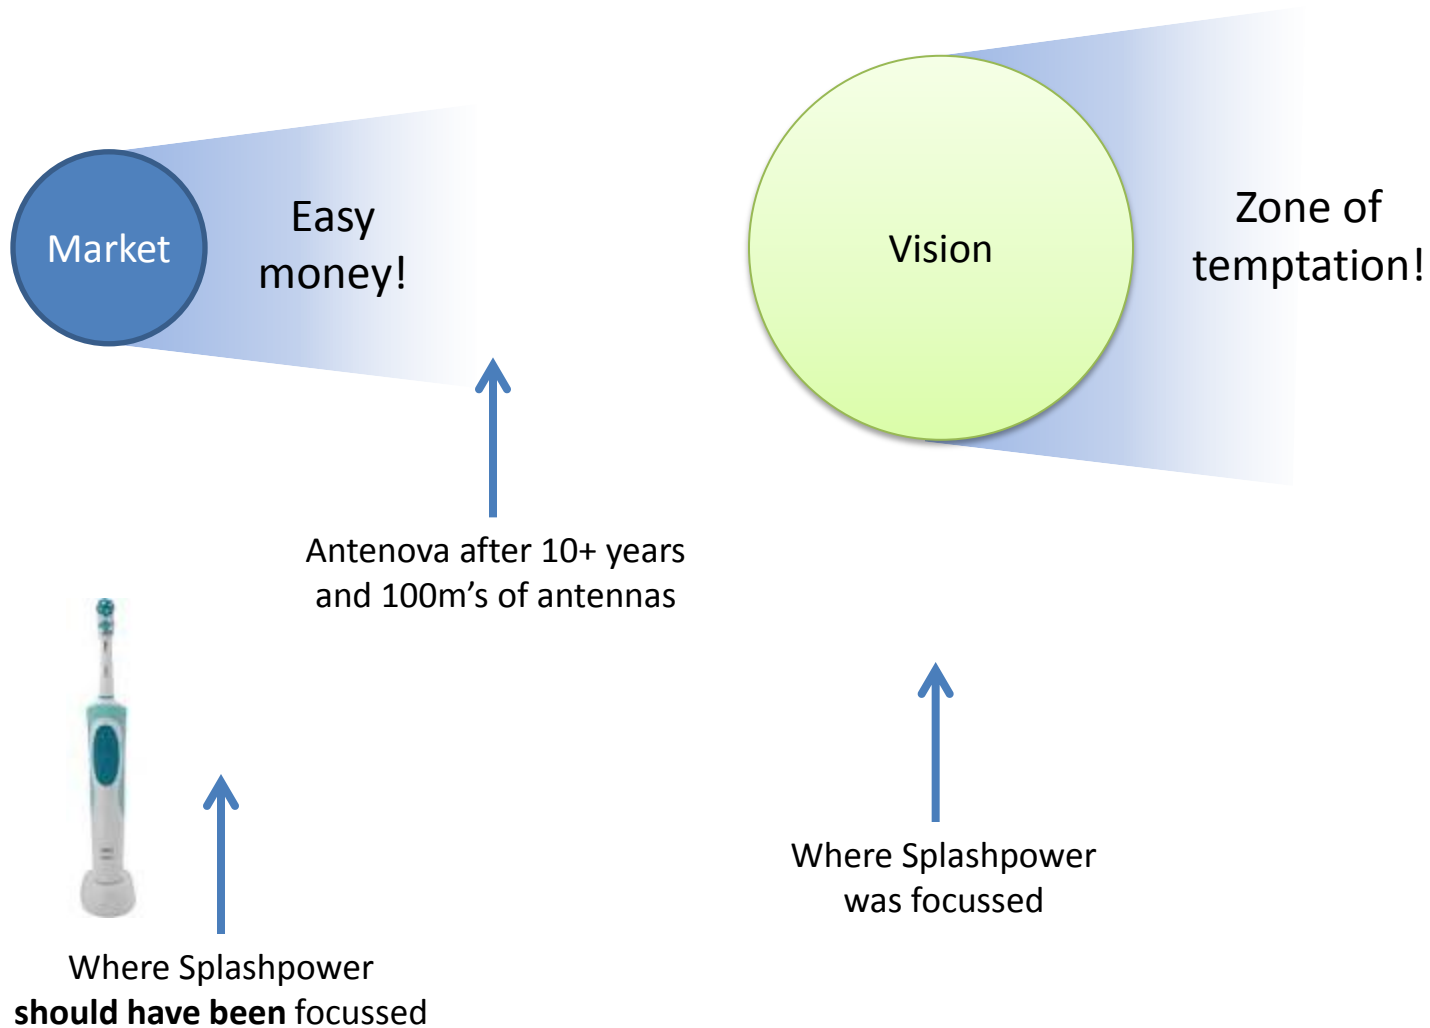 Market
Easy
money!
Vision
Zone of
temptation!
Antenova after 10+ years
and 100m’s of antennas
Where Splashpower
was focussed
Where Splashpower
should have been focussed